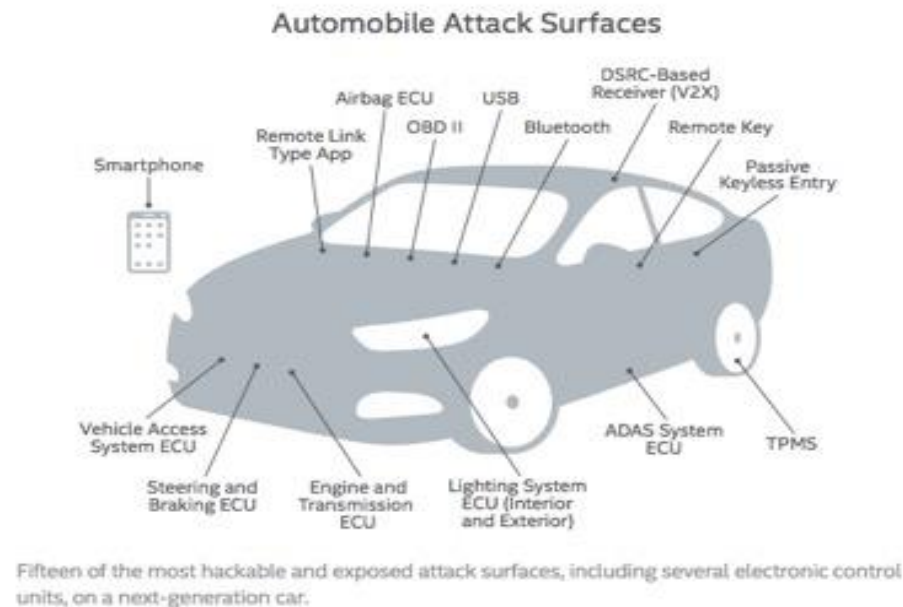 Automobile Attack Surfaces
DSRC-Based
Receiver (V2X)
Airbag ECU
USB
Remote Link
Type App
OBD II
Bluetooth
Remote Key
Smartphone
Passive
Keyless Entry
Vehicle Access
System ECU
Steering and
Braking ECU
Engine and
Transmission
ECU
Lighting System
ECU (Interior
and Exterior)
ADAS System
ECU
TPMS
Fifteen of the most hackable and exposed attack surfaces, including several electronic control
units, on a next-generation car.